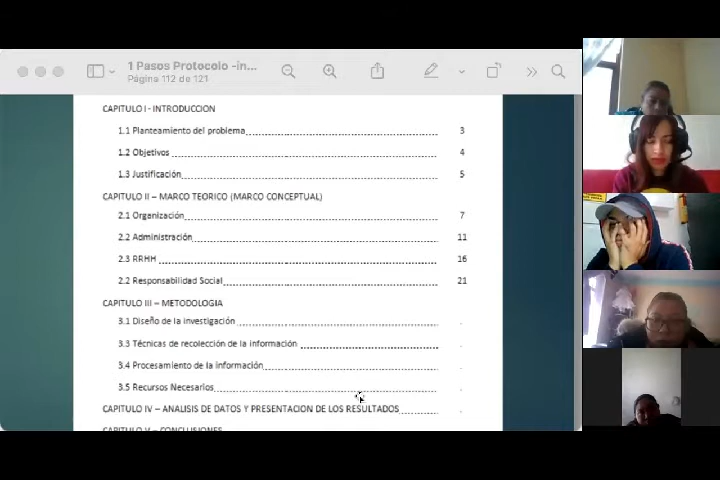 1 Pasos Protocolo -in...
Página 112 de 121
CAPITULO I - INTRODUCCION
1.1 Planteamiento del problema 3
1.2 Objetivos 4
1.3 Justificación 5
CAPITULO II – MARCO TEORICO (MARCO CONCEPTUAL)
2.1 Organización 7
2.2 Administración 11
2.3 RRHH 16
2.2 Responsabilidad Social 21
CAPITULO III – METODOLOGIA
3.1 Diseño de la investigación .
3.3 Técnicas de recolección de la información .
3.4 Procesamiento de la información .
3.5 Recursos Necesarios .
CAPITULO IV – ANALISIS DE DATOS Y PRESENTACION DE LOS RESULTADOS .
CAPITULO V – CONCLUSIONES